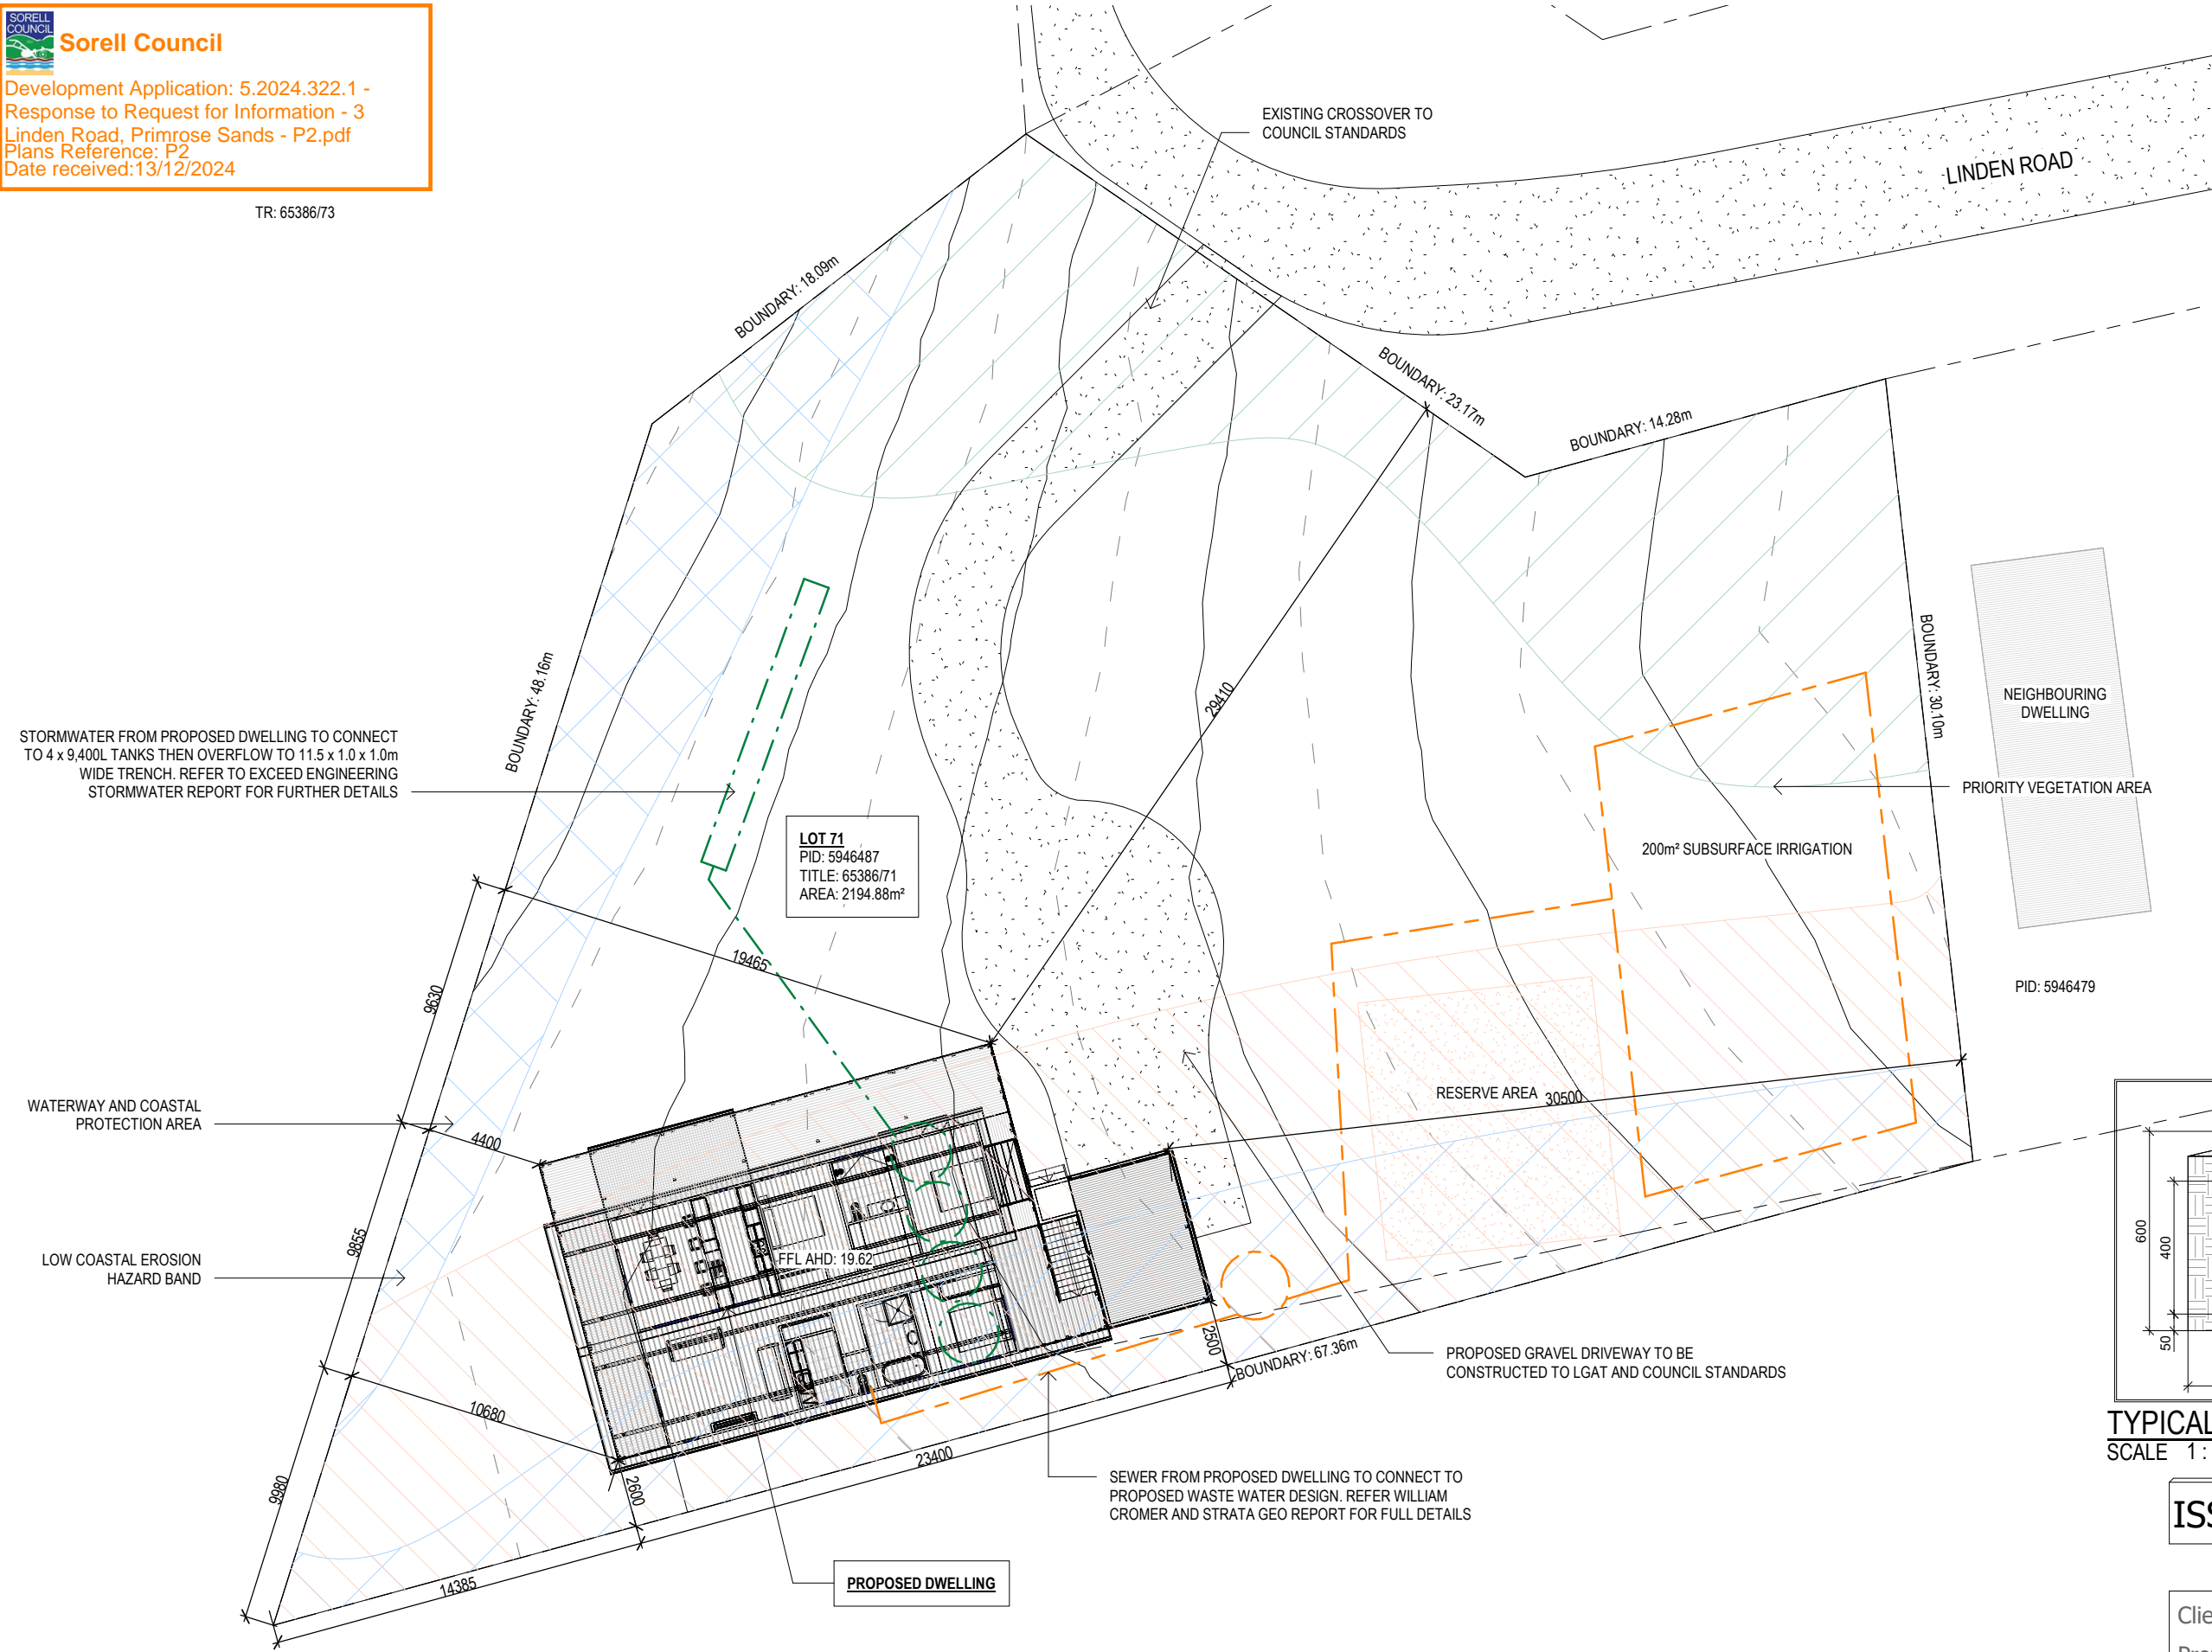 SORELL
COUNCIL
Sorell Council
Development Application: 5.2024.322.1 -
Response to Request for Information - 3
Linden Road, Primrose Sands - P2.pdf
Plans Reference: P2
Date received:13/12/2024
TR: 65386/73
EXISTING CROSSOVER TO
COUNCIL STANDARDS
LINDEN ROAD
BOUNDARY: 18.09m
BOUNDARY: 23.17m
BOUNDARY: 14.28m
BOUNDARY: 48.16m
BOUNDARY: 30.10m
NEIGHBOURING
DWELLING
29410
STORMWATER FROM PROPOSED DWELLING TO CONNECT
TO 4 x 9,400L TANKS THEN OVERFLOW TO 11.5 x 1.0 x 1.0m
WIDE TRENCH. REFER TO EXCEED ENGINEERING
STORMWATER REPORT FOR FURTHER DETAILS
PRIORITY VEGETATION AREA
LOT 71
PID: 5946487
TITLE: 65386/71
AREA: 2194.88m²
200m² SUBSURFACE IRRIGATION
19465
9630
PID: 5946479
RESERVE AREA
30500
WATERWAY AND COASTAL
PROTECTION AREA
4400
9855
LOW COASTAL EROSION
HAZARD BAND
FFL AHD: 19.62
600
400
50
2500
BOUNDARY: 67.36m
PROPOSED GRAVEL DRIVEWAY TO BE
CONSTRUCTED TO LGAT AND COUNCIL STANDARDS
10680
23400
9980
2600
SEWER FROM PROPOSED DWELLING TO CONNECT TO
PROPOSED WASTE WATER DESIGN. REFER WILLIAM
CROMER AND STRATA GEO REPORT FOR FULL DETAILS
14385
PROPOSED DWELLING
TYPICAL
SCALE 1 :
ISS
Clie